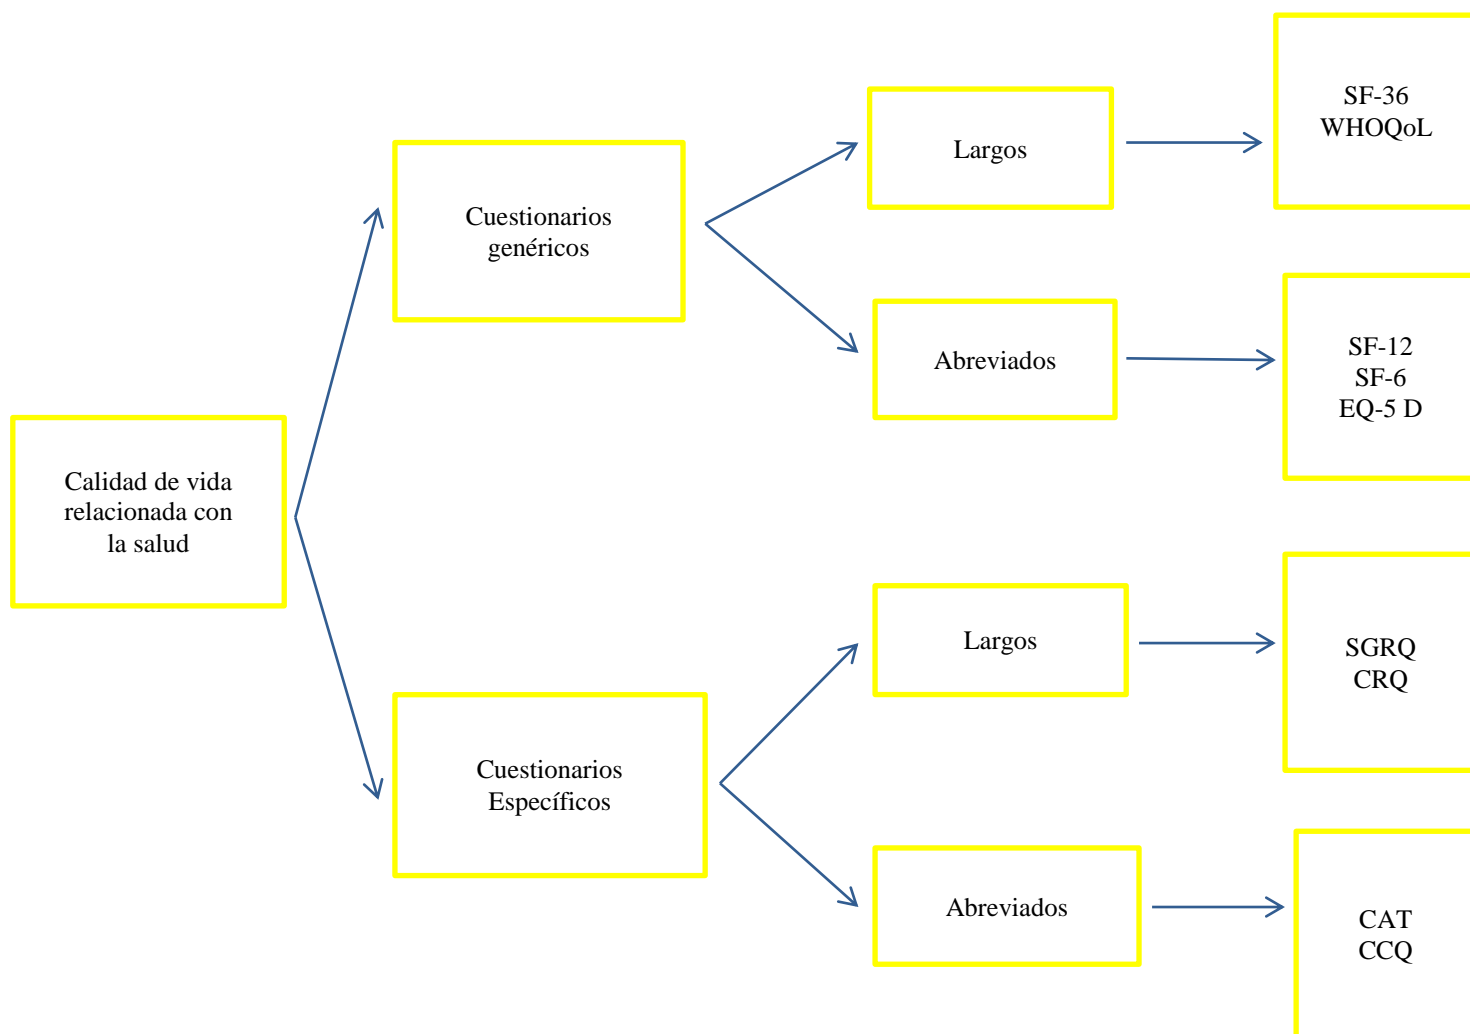 Calidad de vida
relacionada con
la salud
Cuestionarios
genéricos
Largos
SF-36
WHOQoL
Abreviados
SF-12
SF-6
EQ-5 D
Cuestionarios
Específicos
Largos
SGRQ
CRQ
Abreviados
CAT
CCQ